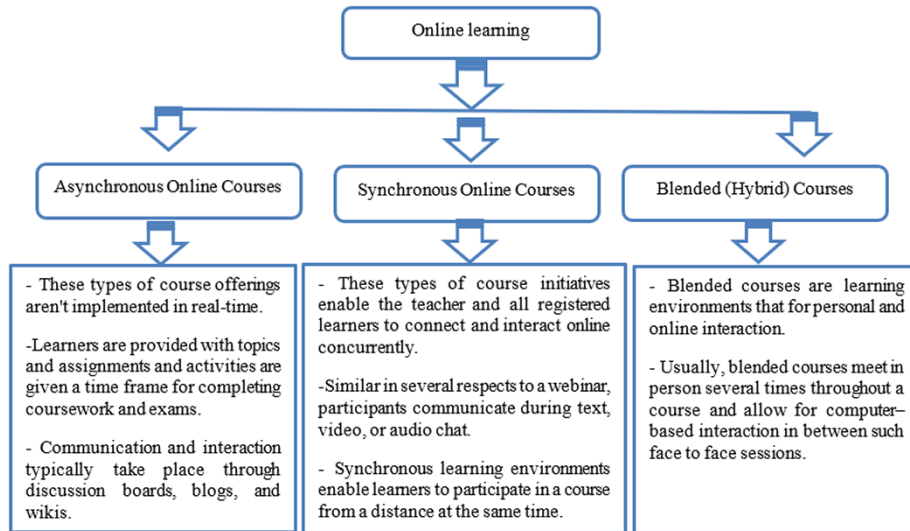 Online learning
Asynchronous Online Courses
Synchronous Online Courses
Blended (Hybrid) Courses
- These types of course offerings
aren't implemented in real-time.
-Learners are provided with topics
and assignments and activities are
given a time frame for completing
coursework and exams.
- Communication and interaction
typically take place through
discussion boards, blogs, and
wikis.
- These types of course initiatives
enable the teacher and all registered
learners to connect and interact online
concurrently.
-Similar in several respects to a webinar,
participants communicate during text,
video, or audio chat.
- Synchronous learning environments
enable learners to participate in a course
from a distance at the same time.
- Blended courses are learning
environments that for personal and
online interaction.
- Usually, blended courses meet in
person several times throughout a
course and allow for computer–
based interaction in between such
face to face sessions.